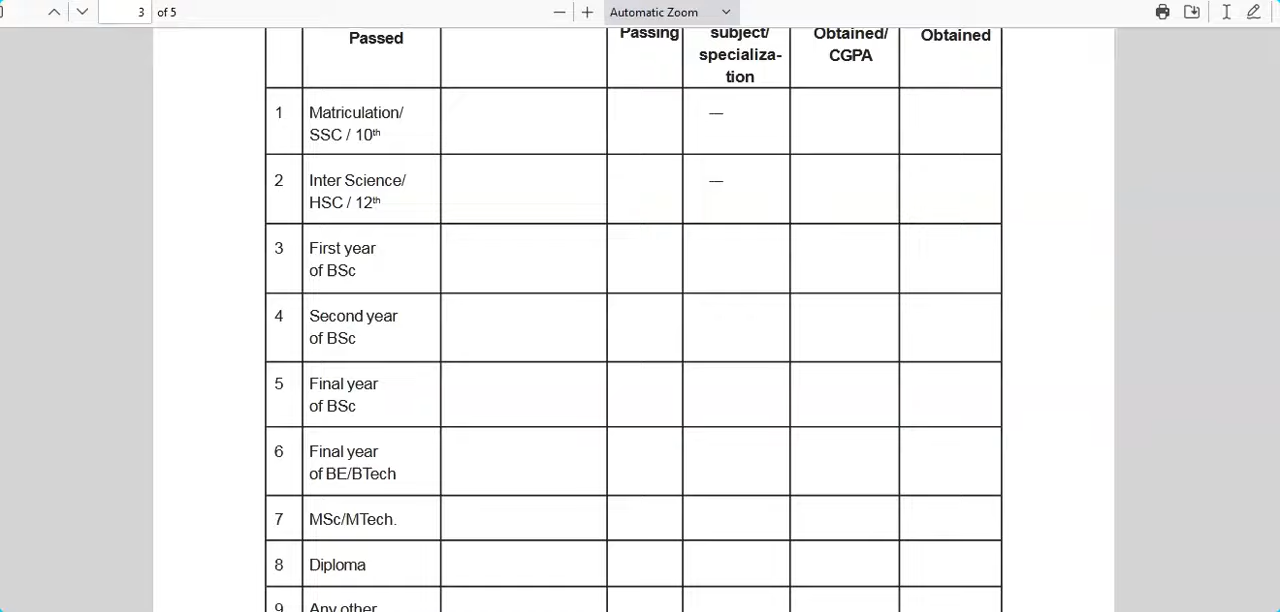 3 of 5 Automatic Zoom
Passed Passing subject/ specializa- tion Obtained/ CGPA Obtained
1 Matriculation/ —
SSC / 10th
2 Inter Science/ —
HSC / 12th
3 First year
of BSc
4 Second year
of BSc
5 Final year
of BSc
6 Final year
of BE/BTech
7 MSc/MTech.
8 Diploma
9 Any other